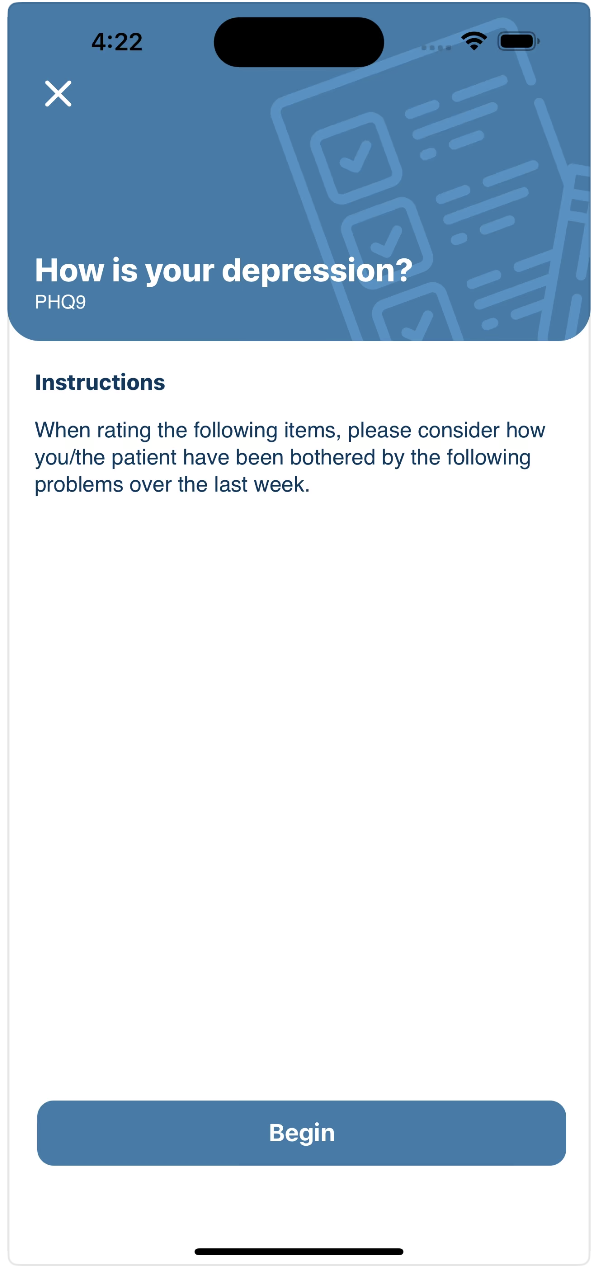 4:22
How is your depression?
PHQ9
Instructions
When rating the following items, please consider how
you/the patient have been bothered by the following
problems over the last week.
Begin